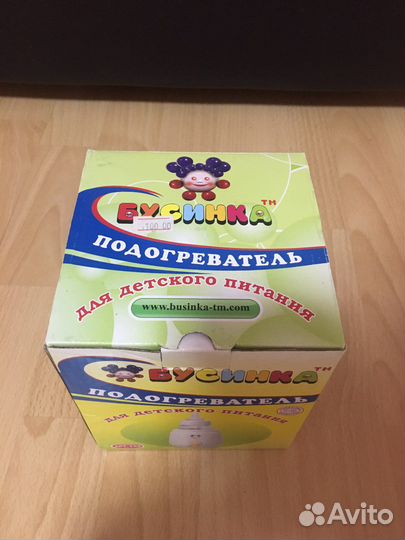 БУСИНКА TM
ПОДОГРЕВАТЕЛЬ
для детского питания
www.businka-tm.com
БУСИНКА TM
ПОДОГРЕВАТЕЛЬ
для детского питания
Avito